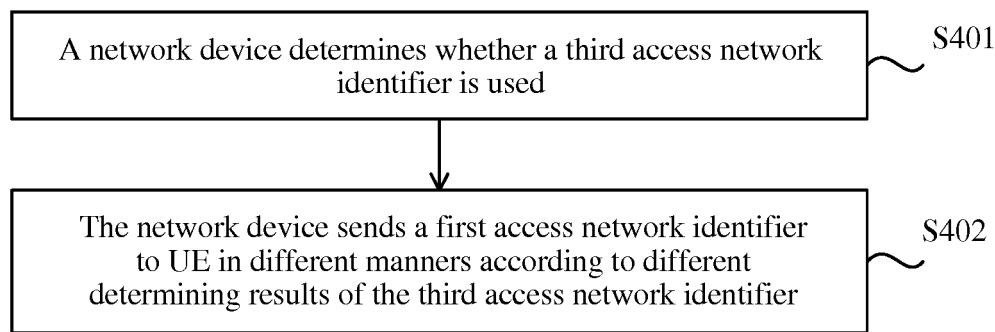 A network device determines whether a third access network
identifier is used
S401
The network device sends a first access network identifier
to UE in different manners according to different
determining results of the third access network identifier
S402